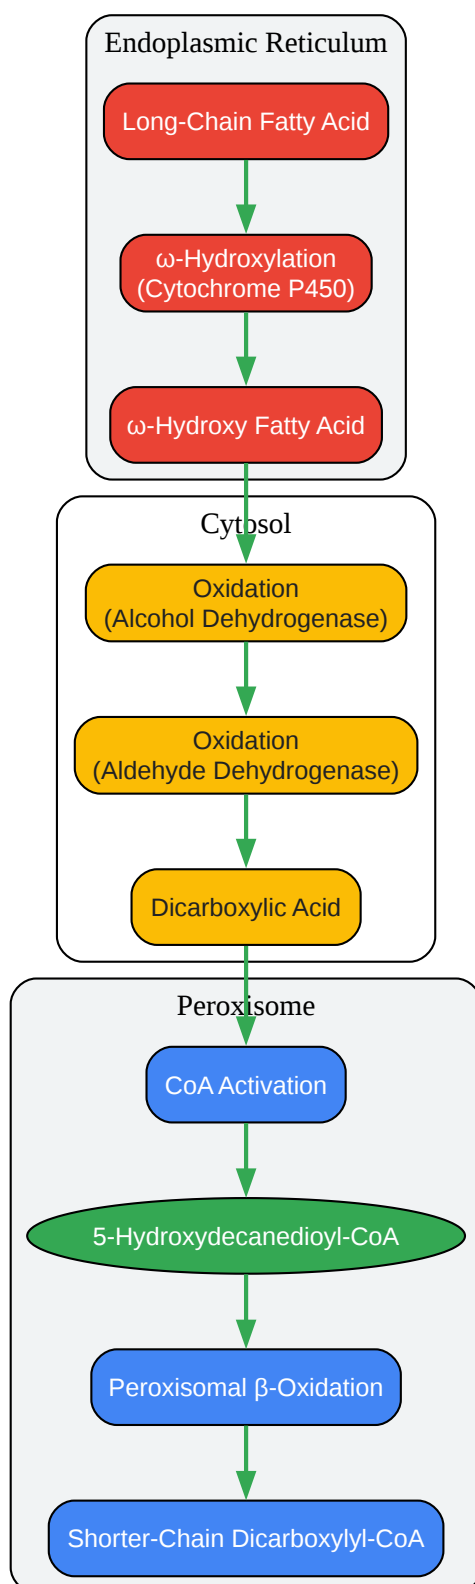 Endoplasmic Reticulum
Long-Chain Fatty Acid
ω-Hydroxylation
(Cytochrome P450)
ω-Hydroxy Fatty Acid
Cytosol
Oxidation
(Alcohol Dehydrogenase)
Oxidation
(Aldehyde Dehydrogenase)
Dicarboxylic Acid
Peroxisome
CoA Activation
5-Hydroxydecanedioyl-CoA
Peroxisomal β-Oxidation
Shorter-Chain Dicarboxylyl-CoA